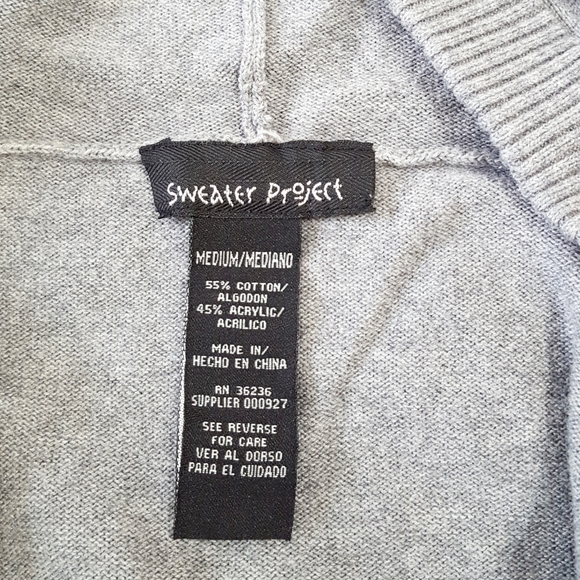 Sweater Project
MEDIUM/MEDIANO
55% COTTON/
ALGODON
45% ACRYLIC/
ACRILICO
MADE IN/
HECHO EN CHINA
RN 36236
SUPPLIER 000927
SEE REVERSE
FOR CARE
VER AL DORSO
PARA EL CUIDADO